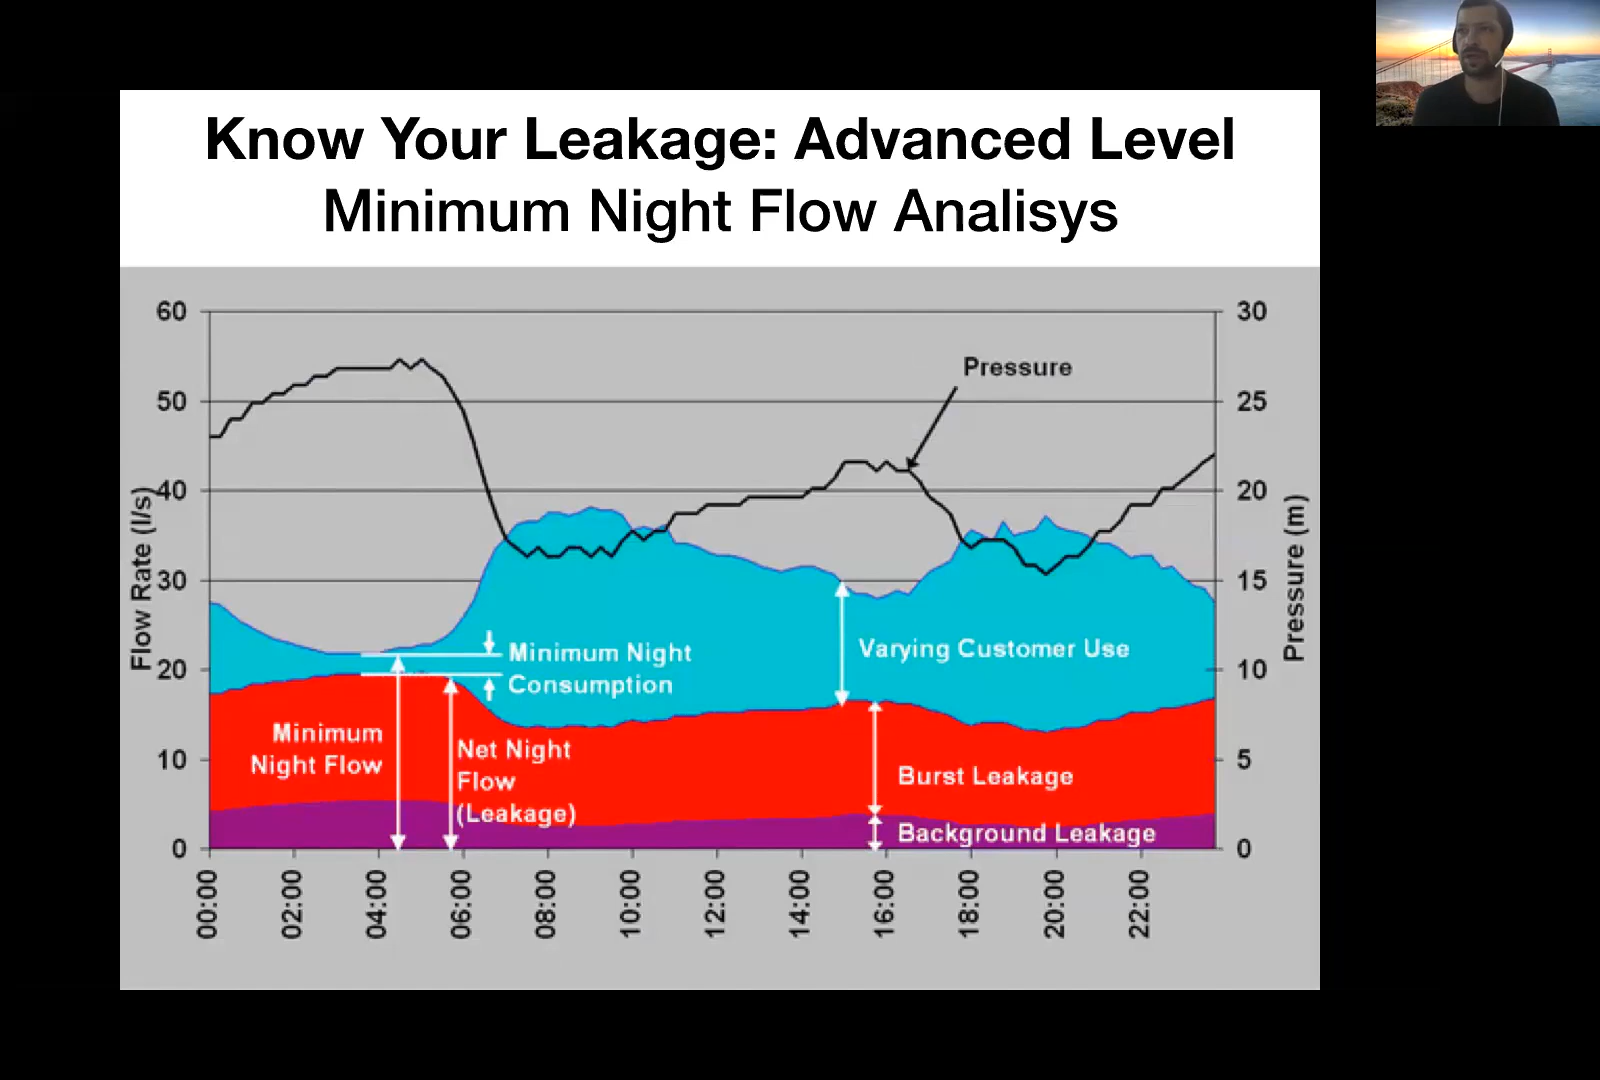 Know Your Leakage: Advanced Level
Minimum Night Flow Analisys
60
50
40
30
20
10
0
Flow Rate (l/s)
30
25
20
15
10
5
0
Pressure (m)
Pressure
Minimum Night
Consumption
Varying Customer Use
Minimum
Night Flow
Net Night
Flow
(Leakage)
Burst Leakage
Background Leakage
00:00
02:00
04:00
06:00
08:00
10:00
12:00
14:00
16:00
18:00
20:00
22:00